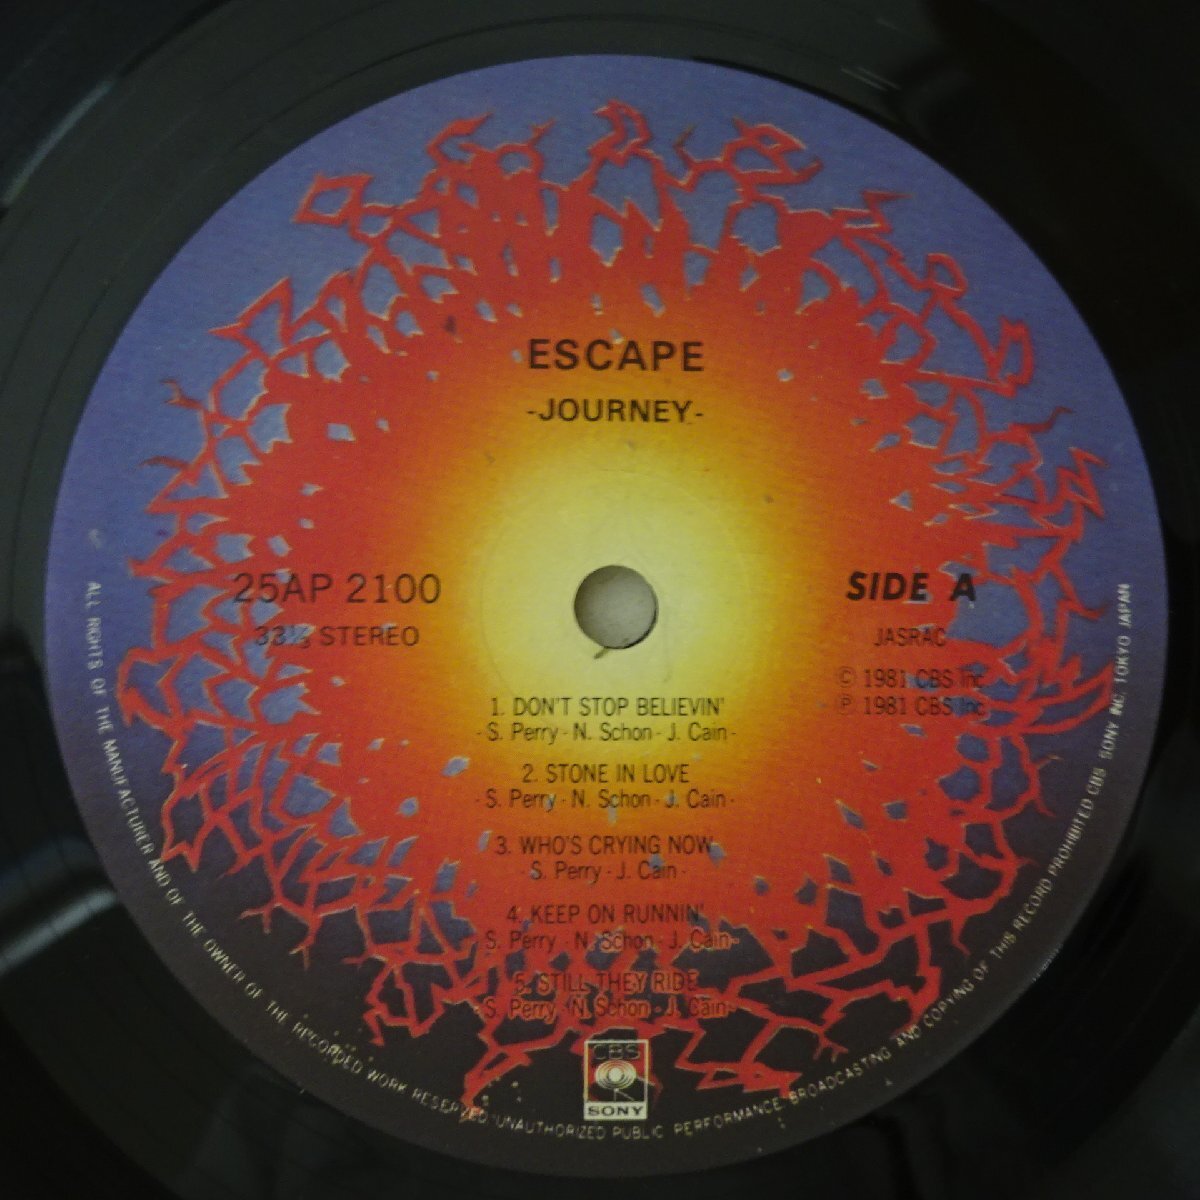 ESCAPE
-JOURNEY-
25AP 2100
33⅓ STEREO
SIDE A
JASRAC
Ⓒ 1981 CBS Inc
Ⓟ 1981 CBS Inc
1. DON'T STOP BELIEVIN'
- S. Perry - N. Schon - J. Cain -
2. STONE IN LOVE
- S. Perry - N. Schon - J. Cain -
3. WHO'S CRYING NOW
- S. Perry - J. Cain -
4. KEEP ON RUNNIN'
S. Perry - N. Schon - J. Cain -
5. STILL THEY RIDE
- S. Perry - N. Schon - J. Cain -
CBS
SONY
ALL RIGHTS OF THE MANUFACTURER AND OF THE OWNER OF THE RECORDED WORK RESERVED. UNAUTHORIZED PUBLIC PERFORMANCE BROADCASTING AND COPYING OF THIS RECORD PROHIBITED CBS SONY INC. TOKYO JAPAN